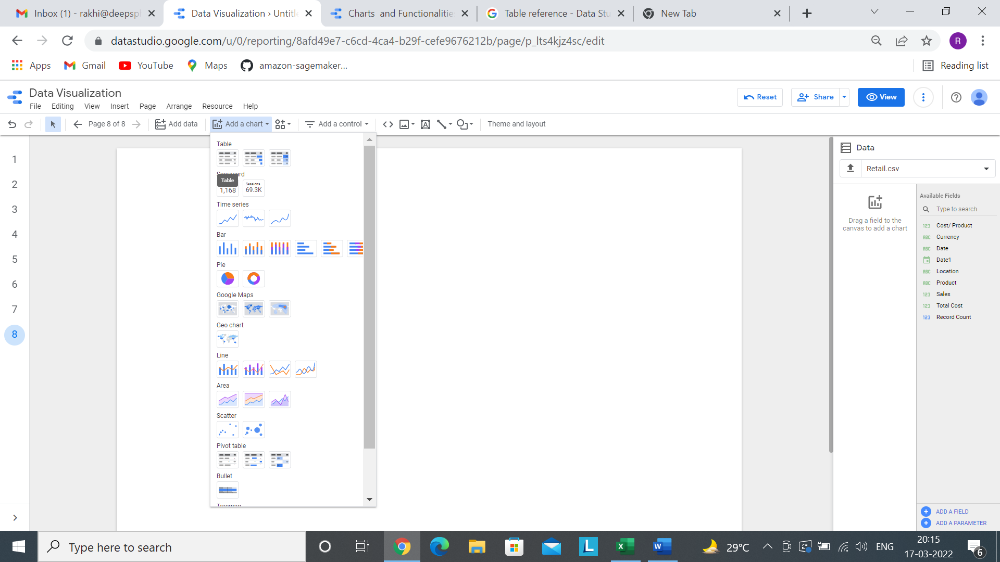 Inbox (1) - rakhi@deepsph
Data Visualization › Untitle
Charts and Functionalities
Table reference - Data Stu
New Tab
datastudio.google.com/u/0/reporting/8afd49e7-c6cd-4ca4-b29f-cefe9676212b/page/p_lts4kjz4sc/edit
R
Apps
Gmail
YouTube
Maps
amazon-sagemaker...
Reading list
Data Visualization
Reset
Share
View
File
Editing
View
Insert
Page
Arrange
Resource
Help
Page 8 of 8
Add data
Add a chart
Add a control
Theme and layout
1
2
3
4
5
6
7
8
Table
Scorecard
Table
1,168
Sessions
69.3K
Time series
Bar
Pie
Google Maps
Geo chart
Line
Area
Scatter
Pivot table
Bullet
Treemap
Data
Retail.csv
Drag a field to the
canvas to add a chart
Available Fields
Type to search
123 Cost/ Product
ABC Currency
ABC Date
Date1
ABC Location
ABC Product
123 Sales
123 Total Cost
123 Record Count
ADD A FIELD
ADD A PARAMETER
Type here to search
L
X
W
29°C
ENG
20:15
17-03-2022
6